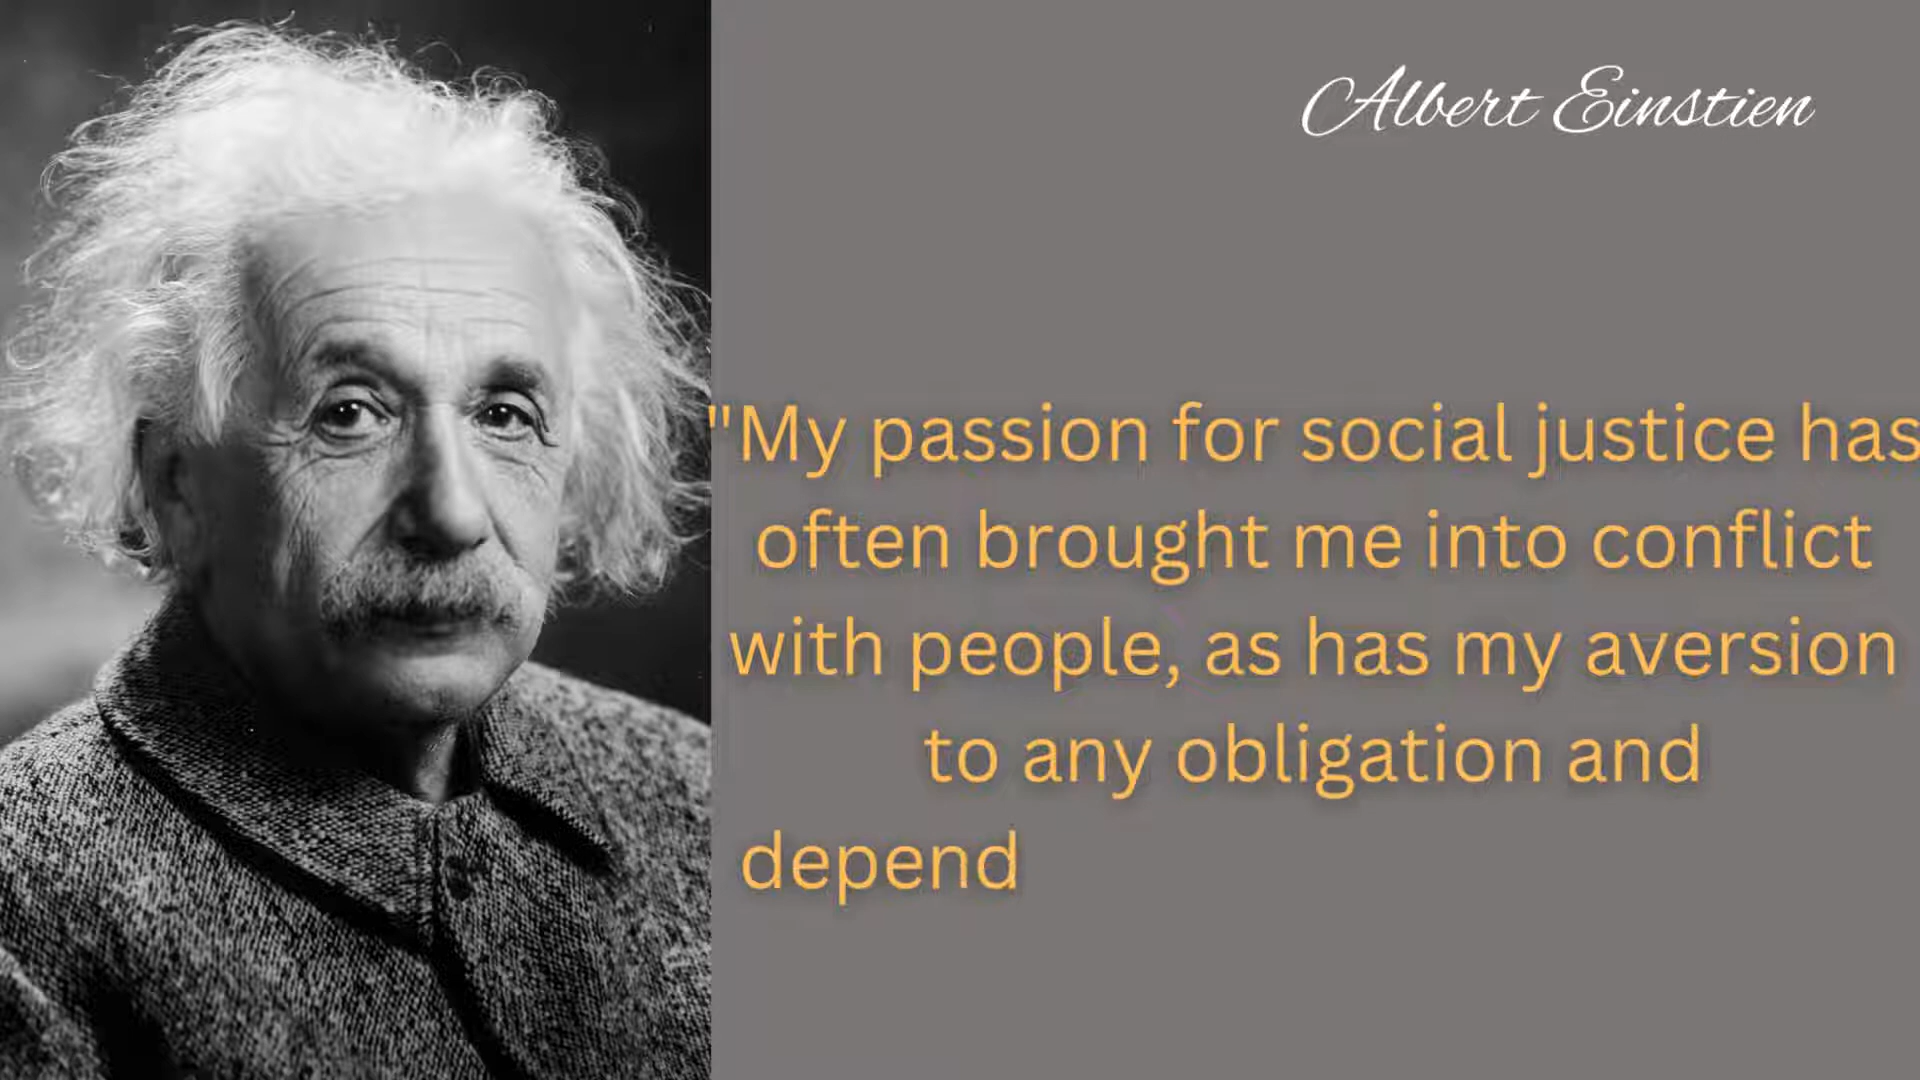 Albert Einstien
"My passion for social justice has
often brought me into conflict
with people, as has my aversion
to any obligation and
depend